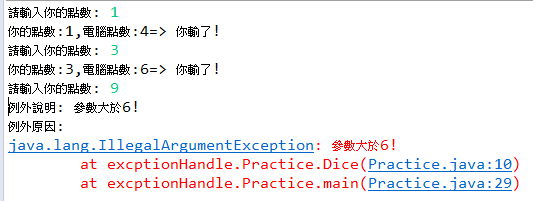 請輸入你的點數: 1
你的點數:1,電腦點數:4=> 你輸了!
請輸入你的點數: 3
你的點數:3,電腦點數:6=> 你輸了!
請輸入你的點數: 9
例外說明: 參數大於6!
例外原因:
java.lang.IllegalArgumentException: 參數大於6!
at excptionHandle.Practice.Dice(Practice.java:10)
at excptionHandle.Practice.main(Practice.java:29)